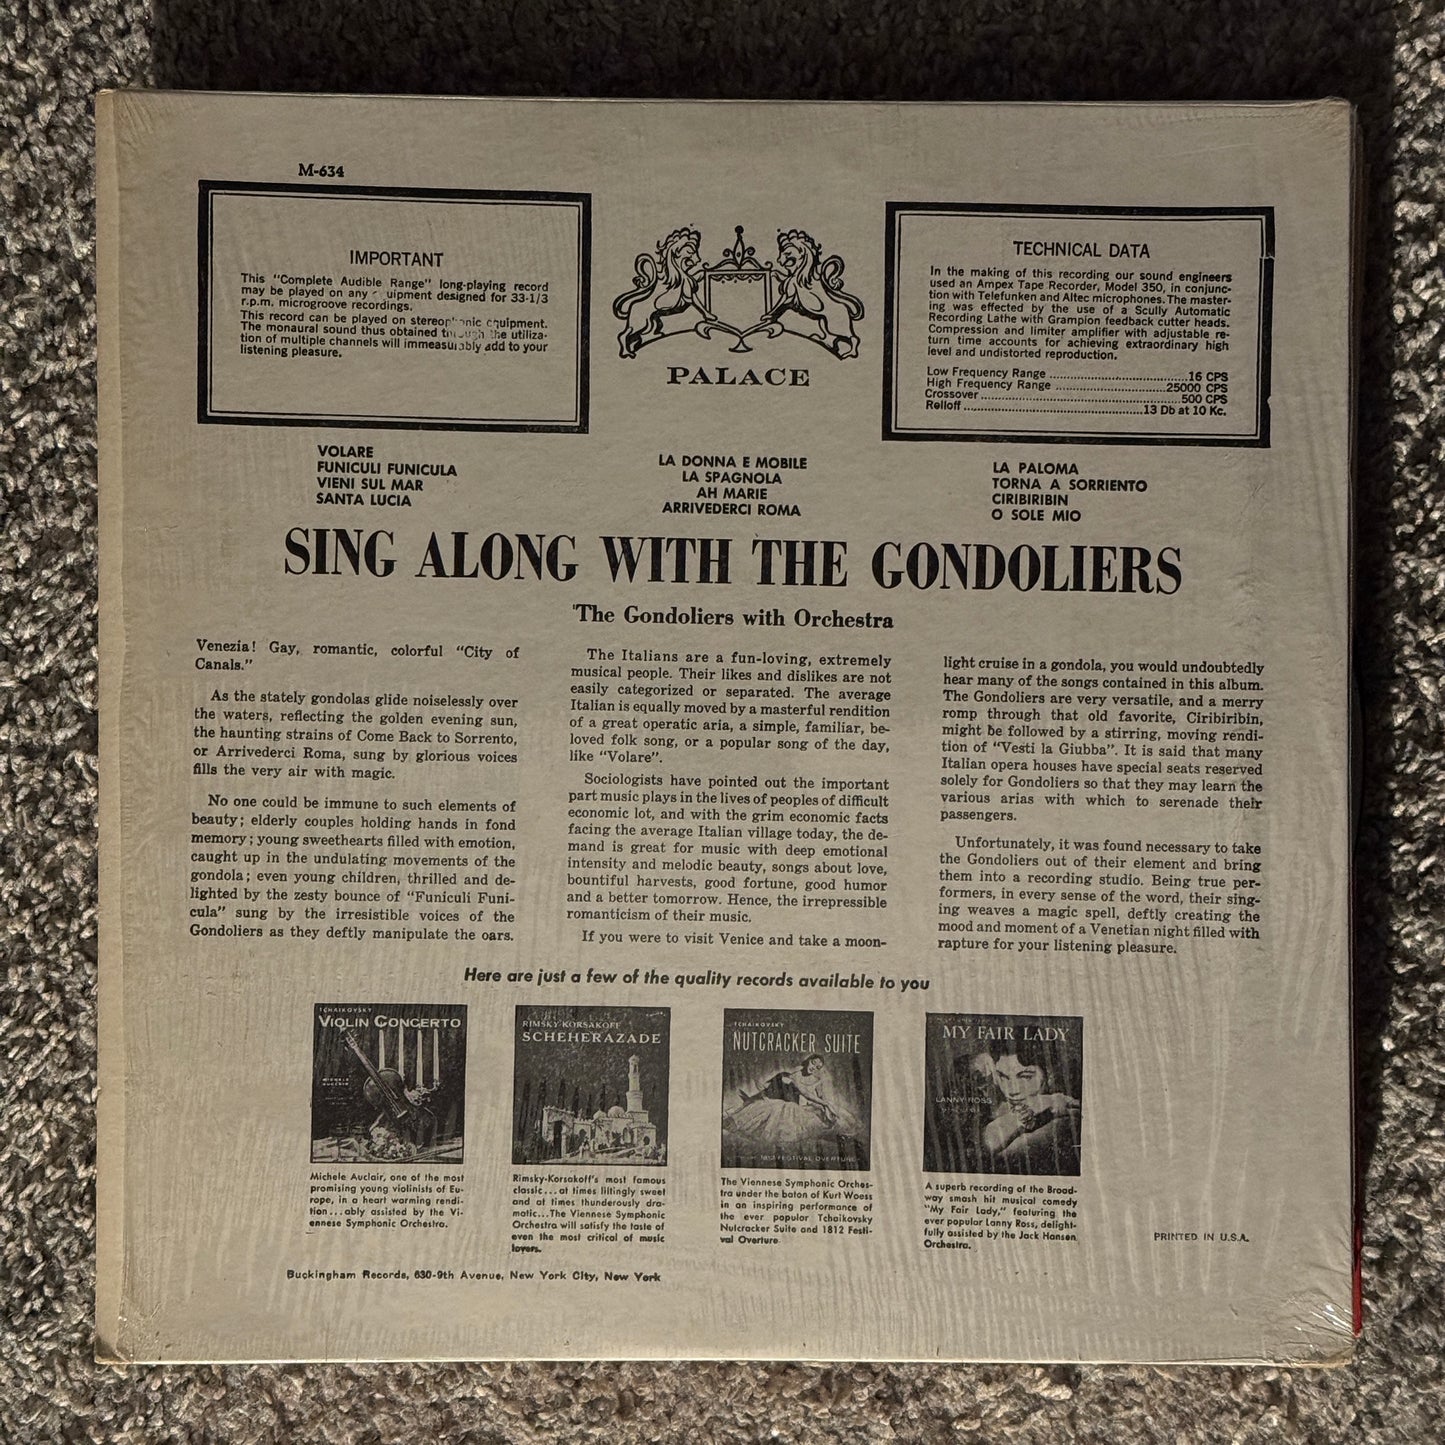 M-634
IMPORTANT
This "Complete Audible Range" long-playing record
may be played on any uipment designed for 33-1/3
r.p.m. microgroove recordings.
This record can be played on stereophonic equipment.
The monaural sound thus obtained through the utiliza-
tion of multiple channels will immeasurably add to your
listening pleasure.
PALACE
TECHNICAL DATA
In the making of this recording our sound engineers
used an Ampex Tape Recorder, Model 350, in conjunc-
tion with Telefunken and Altec microphones. The master-
ing was effected by the use of a Scully Automatic
Recording Lathe with Grampion feedback cutter heads.
Compression and limiter amplifier with adjustable re-
turn time accounts for achieving extraordinary high
level and undistorted reproduction.
Low Frequency Range ........................................16 CPS
High Frequency Range ................................25000 CPS
Crossover ..........................................................500 CPS
Rolloff ....................................................13 Db at 10 Kc.
VOLARE
FUNICULI FUNICULA
VIENI SUL MAR
SANTA LUCIA
LA DONNA E MOBILE
LA SPAGNOLA
AH MARIE
ARRIVEDERCI ROMA
LA PALOMA
TORNA A SORRIENTO
CIRIBIRIBIN
O SOLE MIO
SING ALONG WITH THE GONDOLIERS
The Gondoliers with Orchestra
Venezia! Gay, romantic, colorful "City of
Canals."
As the stately gondolas glide noiselessly over
the waters, reflecting the golden evening sun,
the haunting strains of Come Back to Sorrento,
or Arrivederci Roma, sung by glorious voices
fills the very air with magic.
No one could be immune to such elements of
beauty; elderly couples holding hands in fond
memory; young sweethearts filled with emotion,
caught up in the undulating movements of the
gondola; even young children, thrilled and de-
lighted by the zesty bounce of "Funiculi Funi-
cula" sung by the irresistible voices of the
Gondoliers as they deftly manipulate the oars.
The Italians are a fun-loving, extremely
musical people. Their likes and dislikes are not
easily categorized or separated. The average
Italian is equally moved by a masterful rendition
of a great operatic aria, a simple, familiar, be-
loved folk song, or a popular song of the day,
like "Volare".
Sociologists have pointed out the important
part music plays in the lives of peoples of difficult
economic lot, and with the grim economic facts
facing the average Italian village today, the de-
mand is great for music with deep emotional
intensity and melodic beauty, songs about love,
bountiful harvests, good fortune, good humor
and a better tomorrow. Hence, the irrepressible
romanticism of their music.
If you were to visit Venice and take a moon-
light cruise in a gondola, you would undoubtedly
hear many of the songs contained in this album.
The Gondoliers are very versatile, and a merry
romp through that old favorite, Ciribiribin,
might be followed by a stirring, moving rendi-
tion of "Vesti la Giubba". It is said that many
Italian opera houses have special seats reserved
solely for Gondoliers so that they may learn the
various arias with which to serenade their
passengers.
Unfortunately, it was found necessary to take
the Gondoliers out of their element and bring
them into a recording studio. Being true per-
formers, in every sense of the word, their sing-
ing weaves a magic spell, deftly creating the
mood and moment of a Venetian night filled with
rapture for your listening pleasure.
Here are just a few of the quality records available to you
TCHAIKOVSKY
VIOLIN CONCERTO
MICHELE
AUCLAIR
Michele Auclair, one of the most
promising young violinists of Eu-
rope, in a heart warming rendi-
tion...ably assisted by the Vi-
ennese Symphonic Orchestra.
RIMSKY-KORSAKOFF
SCHEHERAZADE
Rimsky-Korsakoff's most famous
classic...at times liltingly sweet
and at times thunderously dra-
matic...The Viennese Symphonic
Orchestra will satisfy the taste of
even the most critical of music
lovers.
TCHAIKOVSKY
NUTCRACKER SUITE
1812 FESTIVAL OVERTURE
The Viennese Symphonic Orches-
tra under the baton of Kurt Woess
in an inspiring performance of
the ever popular Tchaikovsky
Nutcracker Suite and 1812 Festi-
val Overture
MY FAIR LADY
LANNY ROSS
A superb recording of the Broad-
way smash hit musical comedy
"My Fair Lady," featuring the
ever popular Lanny Ross, delight-
fully assisted by the Jack Hansen
Orchestra.
PRINTED IN U.S.A.
Buckingham Records, 630-9th Avenue, New York City, New York